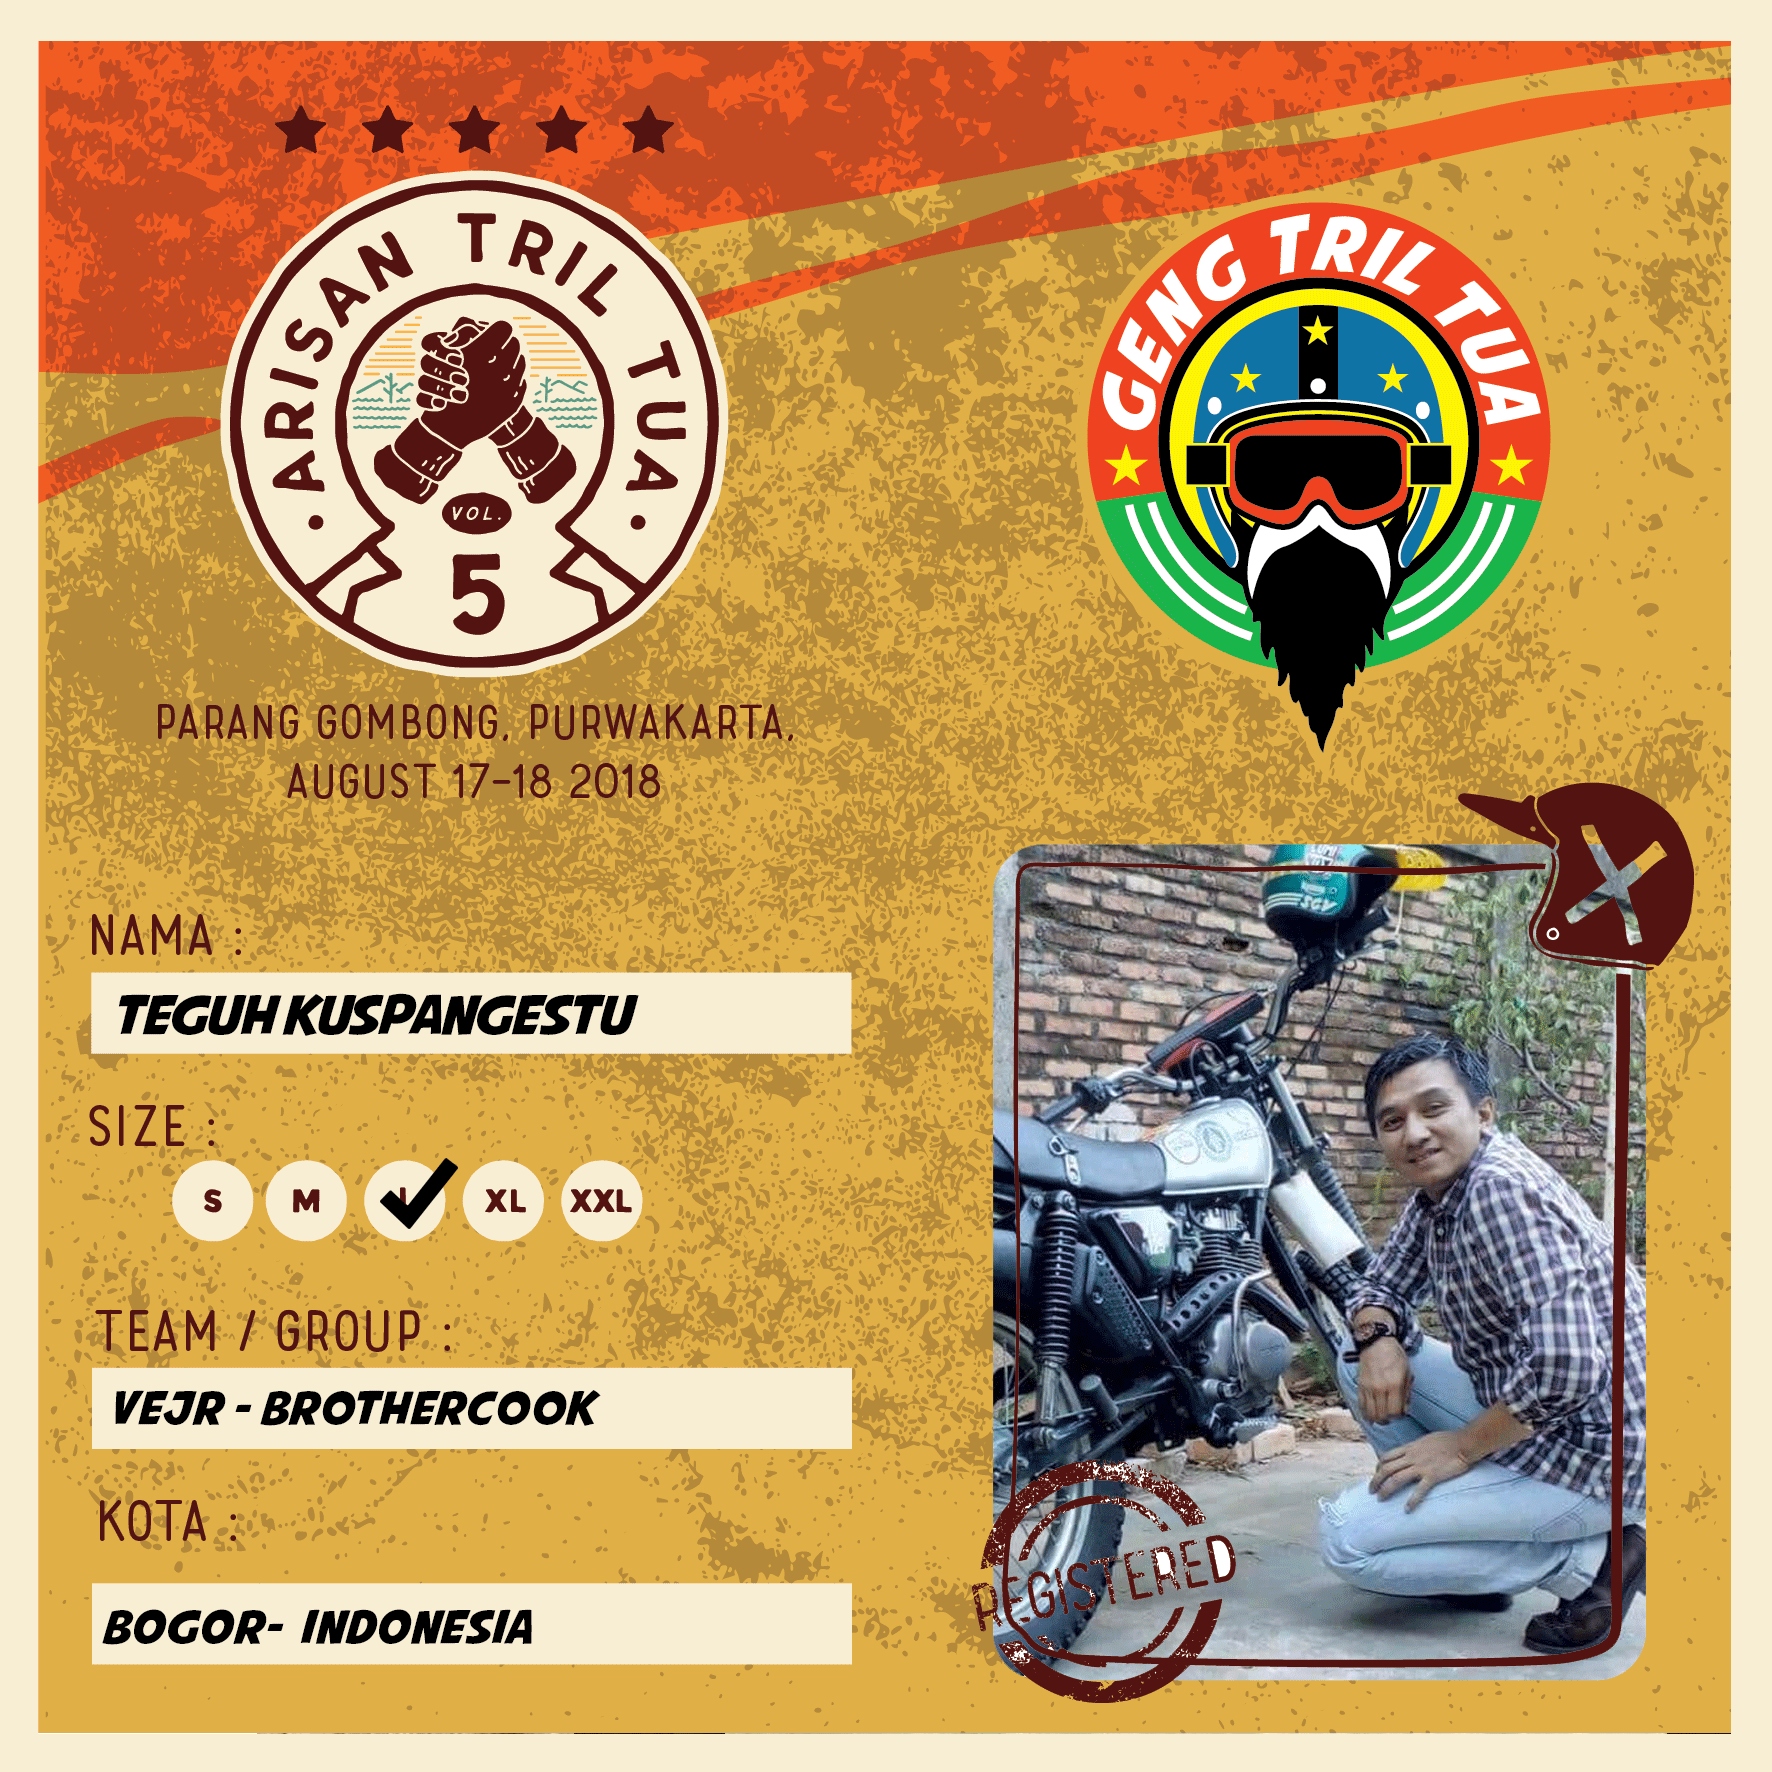 ARISAN TRIL TUA
VOL.
5
GENG TRIL TUA
PARANG GOMBONG, PURWAKARTA,
AUGUST 17-18 2018
NAMA :
TEGUH KUSPANGESTU
SIZE :
S M L XL XXL
TEAM / GROUP :
VEJR - BROTHERCOOK
KOTA :
BOGOR- INDONESIA
SGV
REGISTERED